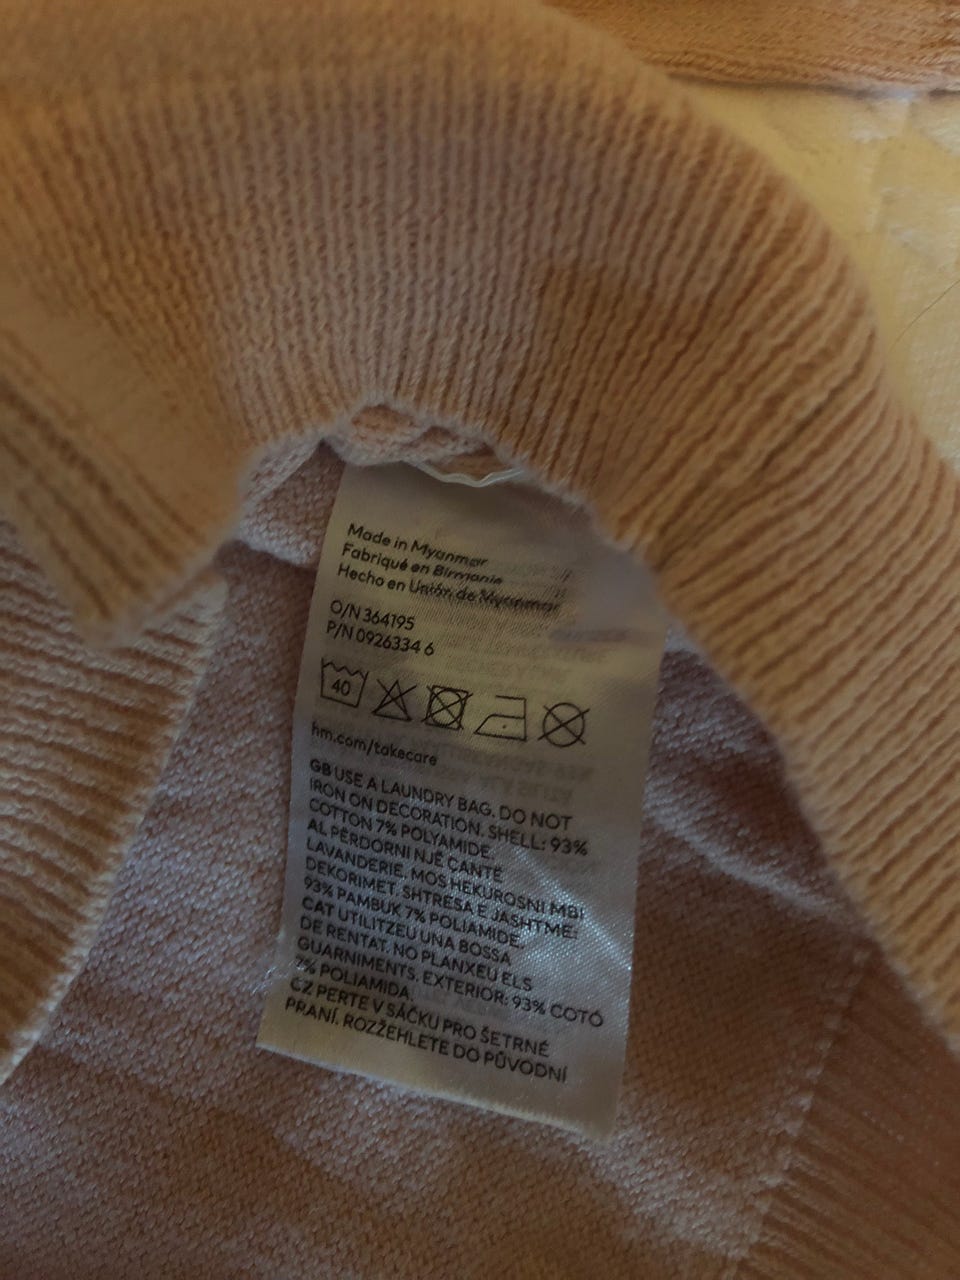 Made in Myanmar
Fabriqué en Birmanie
Hecho en Unión de Myanmar
O/N 364195
P/N 0926334 6
40
hm.com/takecare
GB USE A LAUNDRY BAG. DO NOT
IRON ON DECORATION. SHELL: 93%
COTTON 7% POLYAMIDE.
AL PËRDORNI NJË ÇANTË
LAVANDERIE. MOS HEKUROSNI MBI
DEKORIMET. SHTRESA E JASHTME:
93% PAMBUK 7% POLIAMIDE.
CAT UTILITZEU UNA BOSSA
DE RENTAT. NO PLANXEU ELS
GUARNIMENTS. EXTERIOR: 93% COTÓ
7% POLIAMIDA.
CZ PERTE V SÁČKU PRO ŠETRNÉ
PRANÍ. ROZŽEHLETE DO PŮVODNÍ